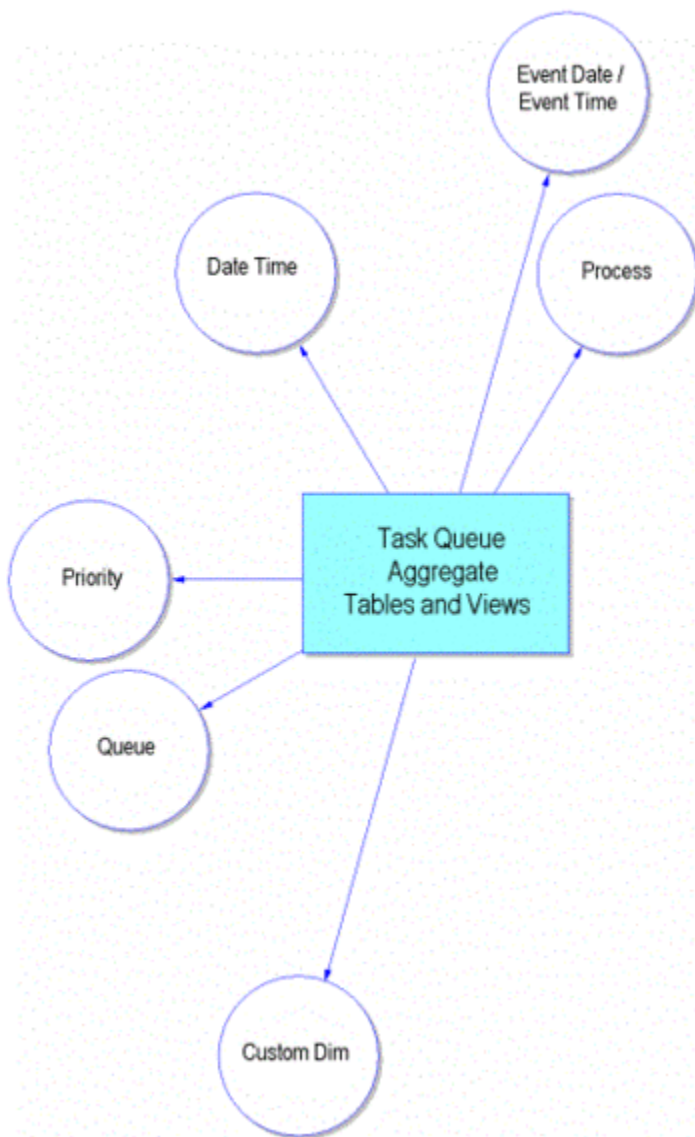 Event Date /
Event Time
Date Time
Process
Task Queue
Aggregate
Tables and Views
Priority
Queue
Custom Dim